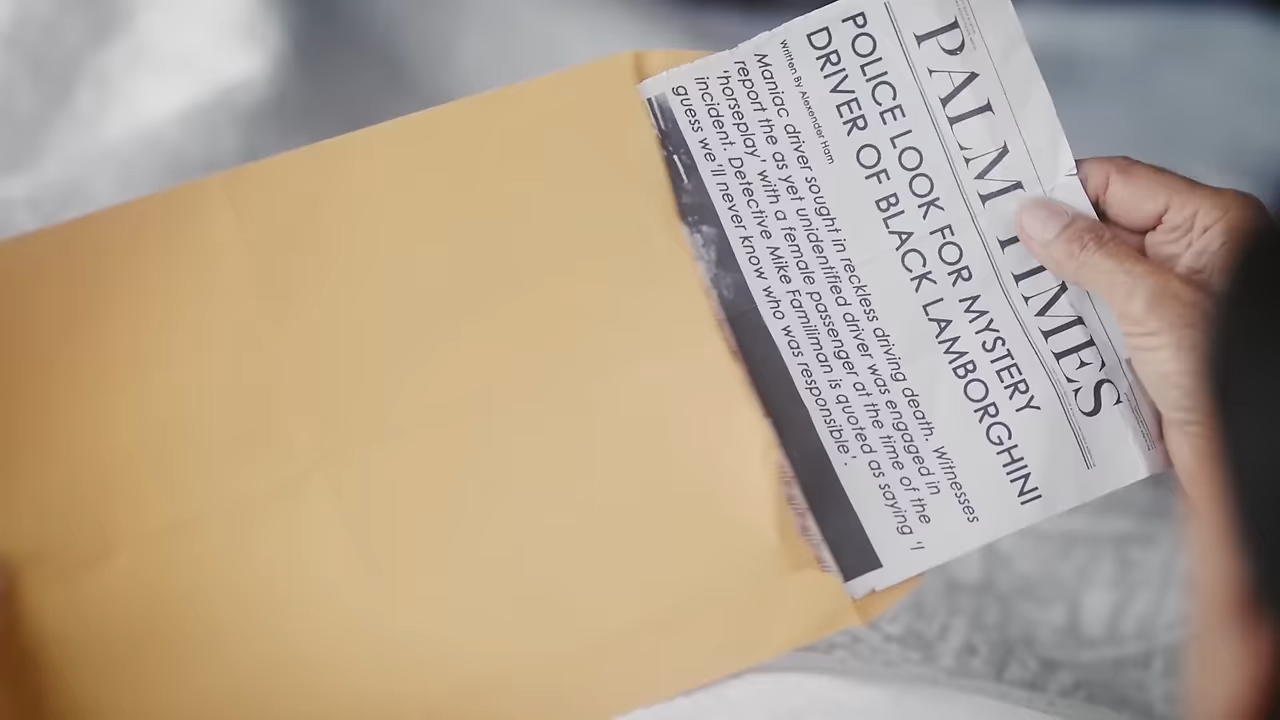 PALM TIMES
POLICE LOOK FOR MYSTERY
DRIVER OF BLACK LAMBORGHINI
Written By Alexander Ham
Maniac driver sought in reckless driving death. Witnesses
report the as yet unidentified driver was engaged in
'horseplay' with a female passenger at the time of the
incident. Detective Mike Familiman is quoted as saying 'I
guess we'll never know who was responsible'.